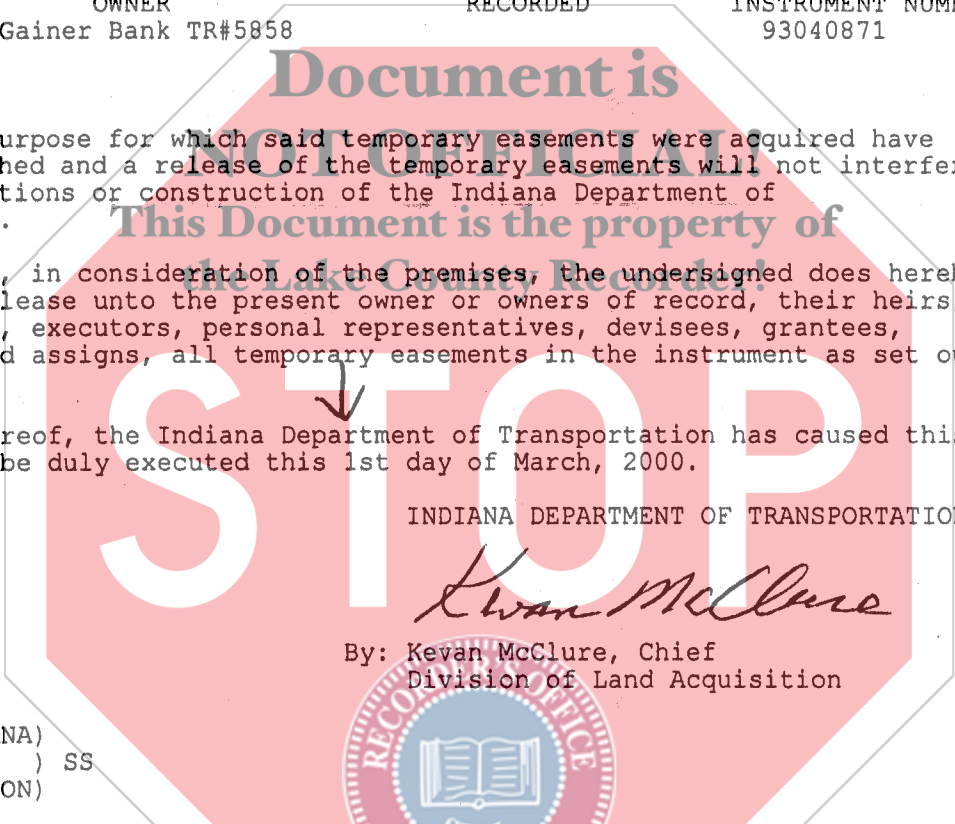 OWNER RECORDED INSTRUMENT NUM
Gainer Bank TR#5858 93040871
Document is
urpose for which said temporary easements were acquired have
NOT OFFICIAL!
hed and a release of the temporary easements will not interfer
tions or construction of the Indiana Department of
.
This Document is the property of
the Lake County Recorder!
, in consideration of the premises, the undersigned does hereb
lease unto the present owner or owners of record, their heirs
, executors, personal representatives, devisees, grantees,
d assigns, all temporary easements in the instrument as set ou
STOP
reof, the Indiana Department of Transportation has caused this
be duly executed this 1st day of March, 2000.
INDIANA DEPARTMENT OF TRANSPORTATION
Kevan McClure
By: Kevan McClure, Chief
Division of Land Acquisition
RECORDER'S OFFICE
NA)
) SS
ON)